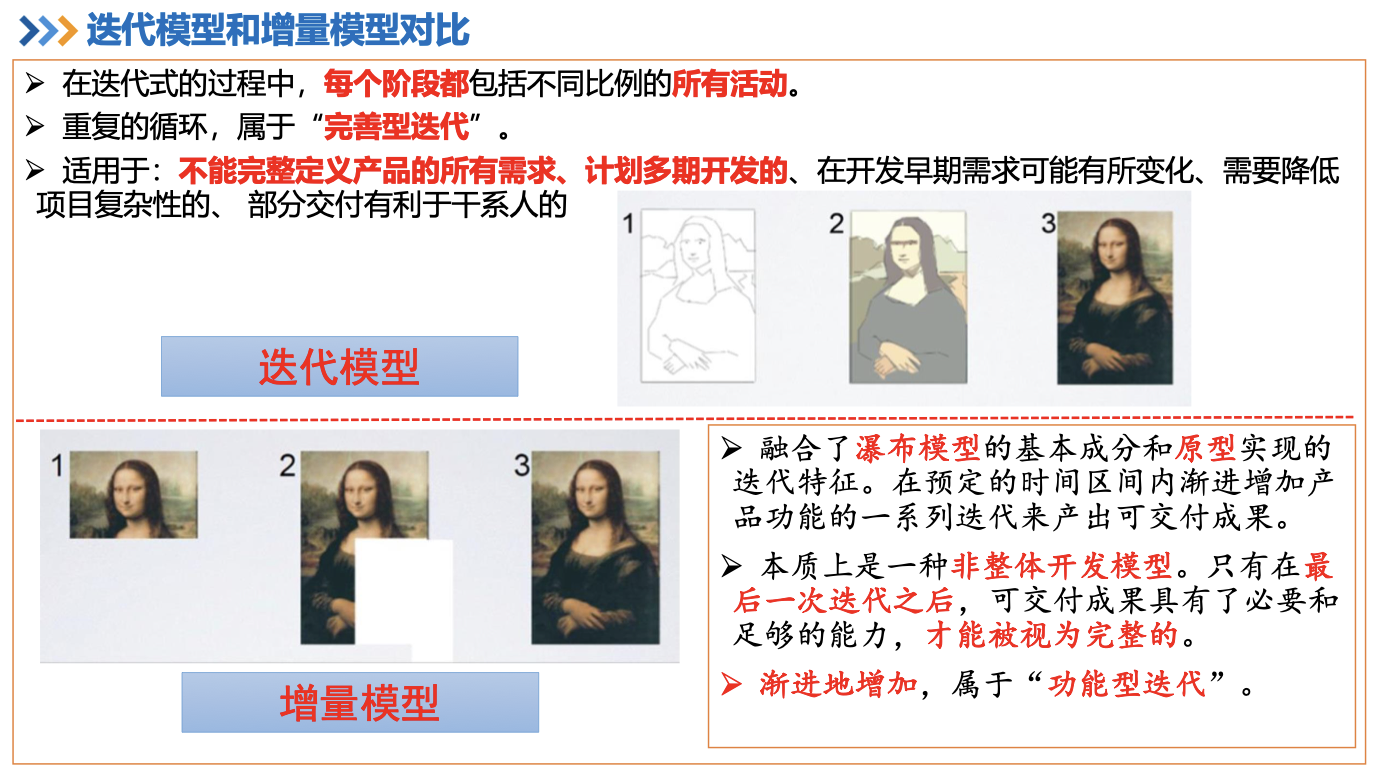 迭代模型和增量模型对比
➢ 在迭代式的过程中，每个阶段都包括不同比例的所有活动。
➢ 重复的循环，属于“完善型迭代”。
➢ 适用于：不能完整定义产品的所有需求、计划多期开发的、在开发早期需求可能有所变化、需要降低
项目复杂性的、 部分交付有利于干系人的
1 2 3
迭代模型
1 2 3
增量模型
➢ 融合了瀑布模型的基本成分和原型实现的
迭代特征。在预定的时间区间内渐进增加产
品功能的一系列迭代来产出可交付成果。
➢ 本质上是一种非整体开发模型。只有在最
后一次迭代之后，可交付成果具有了必要和
足够的能力，才能被视为完整的。
➢ 渐进地增加，属于“功能型迭代”。